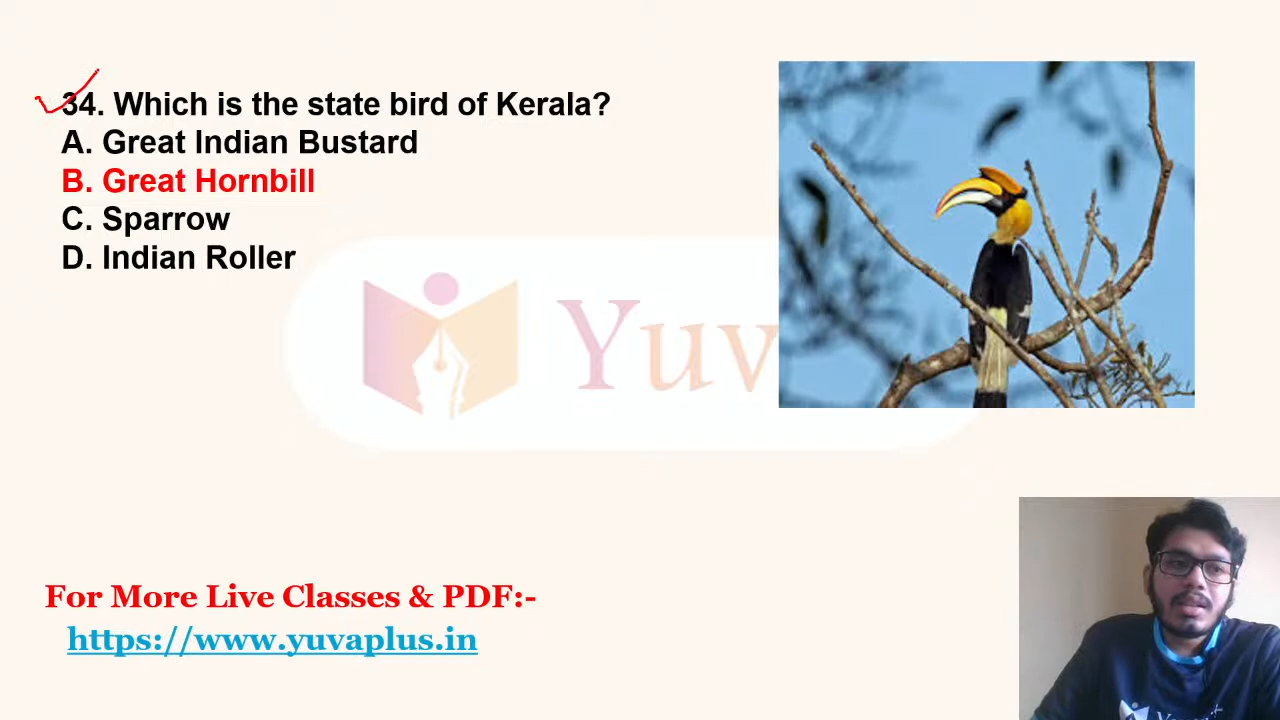 34. Which is the state bird of Kerala?
A. Great Indian Bustard
B. Great Hornbill
C. Sparrow
D. Indian Roller
Yuv
For More Live Classes & PDF:-
https://www.yuvaplus.in